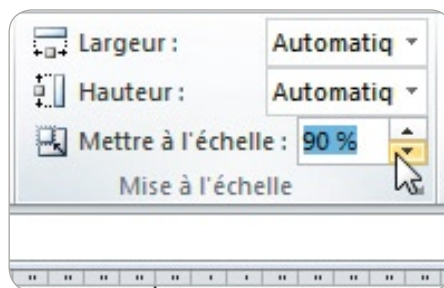 Largeur : Automatiq
Hauteur : Automatiq
Mettre à l'échelle : 90 %
Mise à l'échelle